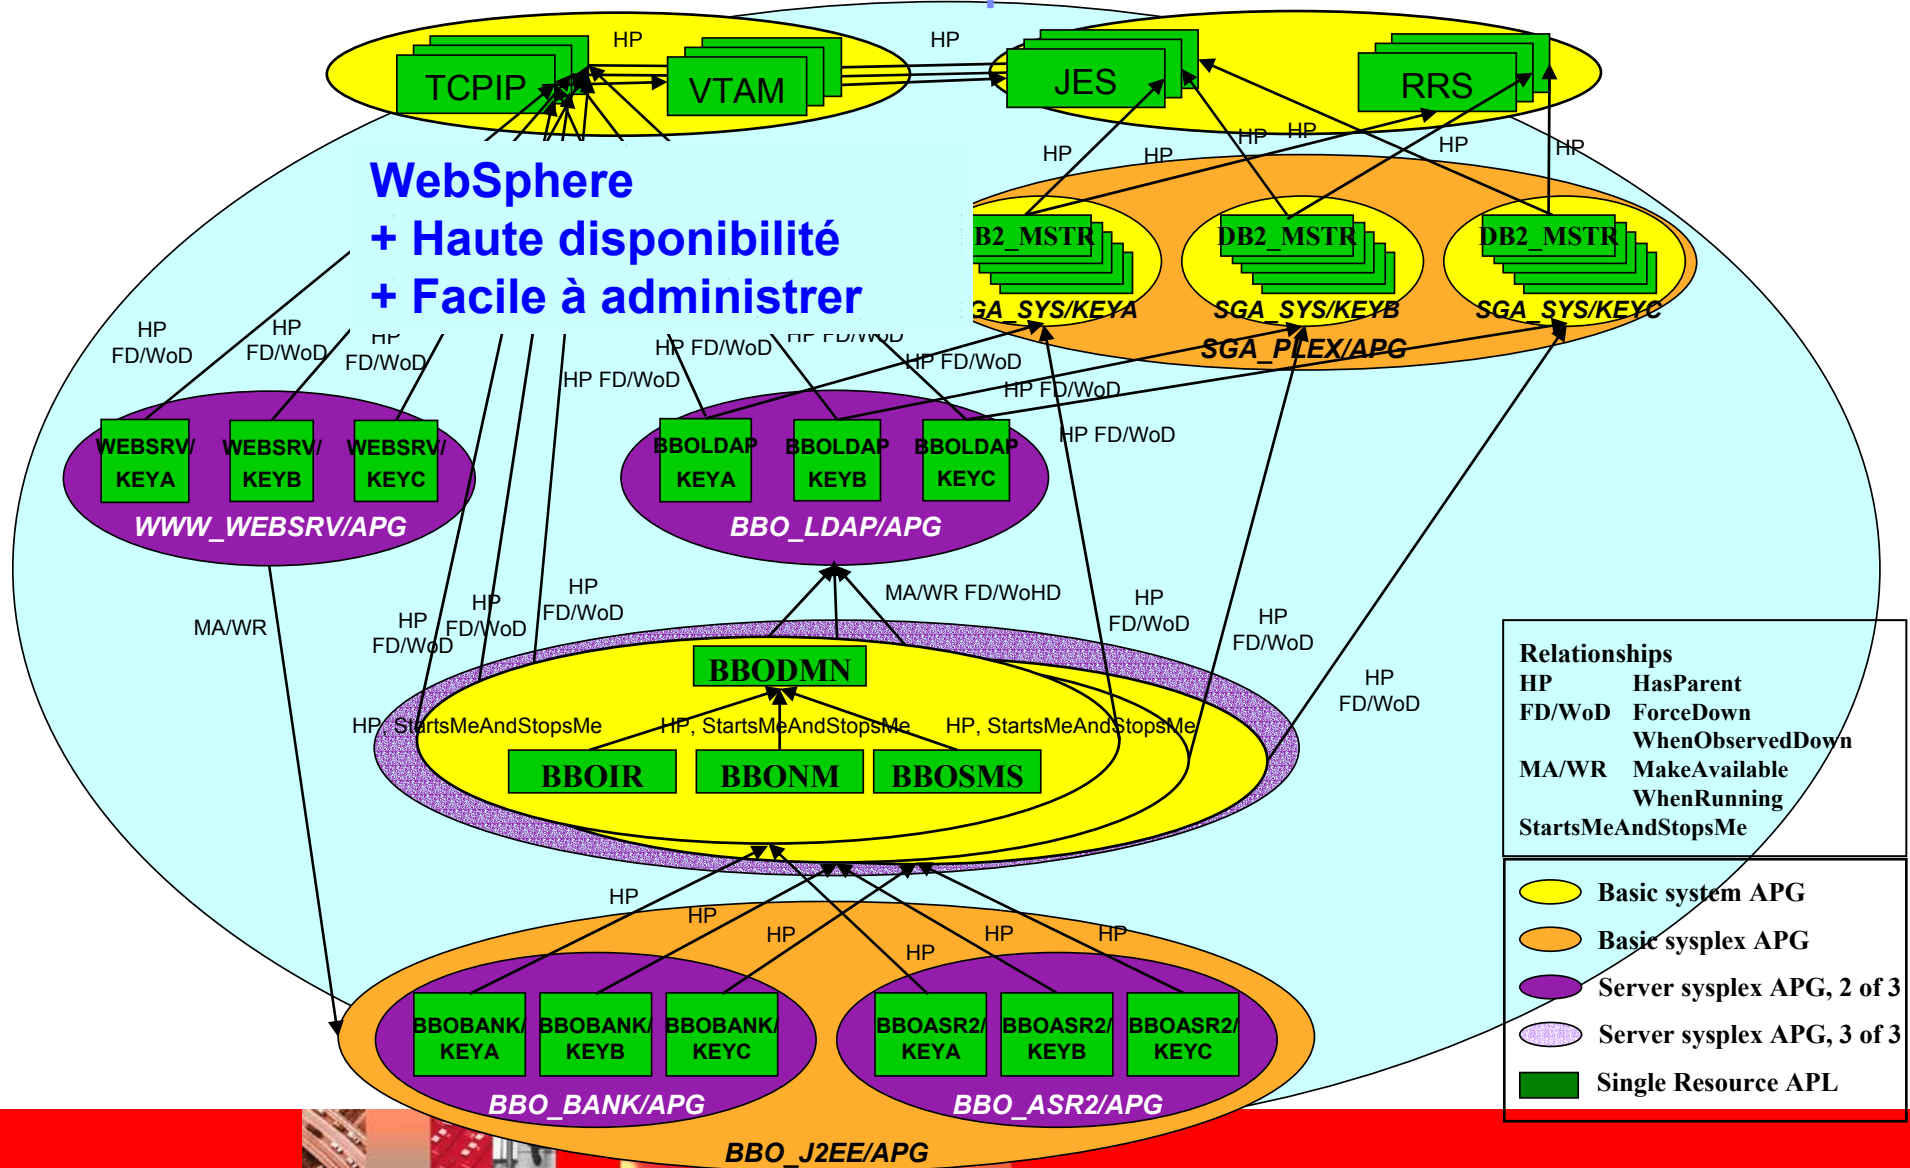 HP
HP
TCPIP
VTAM
JES
RRS
HP
HP
HP
HP
HP
HP
WebSphere
+ Haute disponibilité
+ Facile à administrer
B2_MSTR
DB2_MSTR
DB2_MSTR
GA_SYS/KEYA
SGA_SYS/KEYB
SGA_SYS/KEYC
SGA_PLEX/APG
HP
FD/WoD
HP
FD/WoD
HP
FD/WoD
HP FD/WoD
HP FD/WoD
HP FD/WoD
HP FD/WoD
HP FD/WoD
HP FD/WoD
WEBSRV/
KEYA
WEBSRV/
KEYB
WEBSRV/
KEYC
WWW_WEBSRV/APG
BBOLDAP
KEYA
BBOLDAP
KEYB
BBOLDAP
KEYC
BBO_LDAP/APG
MA/WR
HP
FD/WoD
HP
FD/WoD
HP
FD/WoD
MA/WR FD/WoHD
HP
FD/WoD
HP
FD/WoD
HP
FD/WoD
BBODMN
HP, StartsMeAndStopsMe
HP, StartsMeAndStopsMe
HP, StartsMeAndStopsMe
BBOIR
BBONM
BBOSMS
HP
HP
HP
HP
HP
HP
BBOBANK/
KEYA
BBOBANK/
KEYB
BBOBANK/
KEYC
BBO_BANK/APG
BBOASR2/
KEYA
BBOASR2/
KEYB
BBOASR2/
KEYC
BBO_ASR2/APG
BBO_J2EE/APG
Relationships
HP HasParent
FD/WoD ForceDown
WhenObservedDown
MA/WR MakeAvailable
WhenRunning
StartsMeAndStopsMe
Basic system APG
Basic sysplex APG
Server sysplex APG, 2 of 3
Server sysplex APG, 3 of 3
Single Resource APL